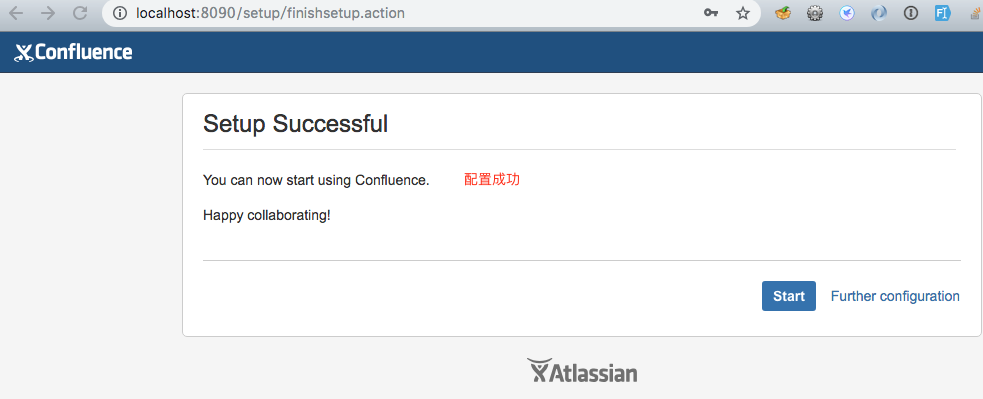 localhost:8090/setup/finishsetup.action
Confluence
Setup Successful
You can now start using Confluence. 配置成功
Happy collaborating!
Start Further configuration
Atlassian